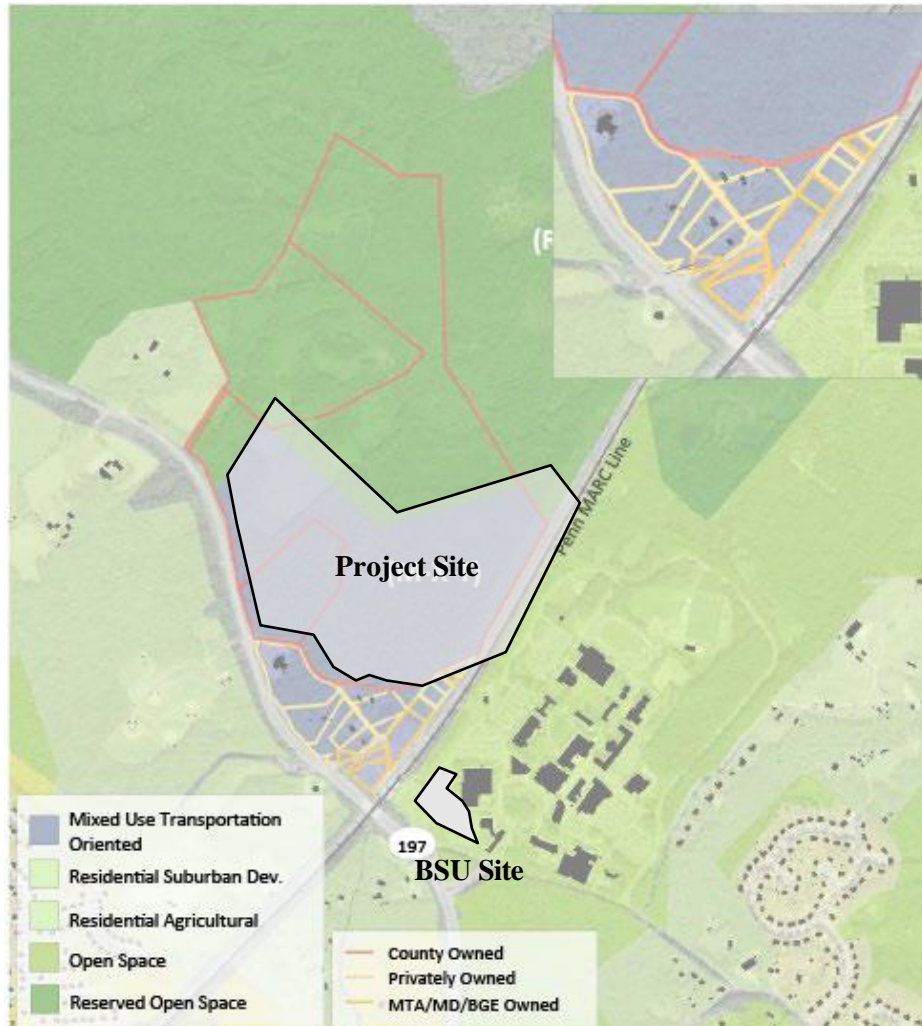 (R
Penn MARC Line
Project Site
197
BSU Site
Mixed Use Transportation
Oriented
Residential Suburban Dev.
Residential Agricultural
Open Space
Reserved Open Space
County Owned
Privately Owned
MTA/MD/BGE Owned